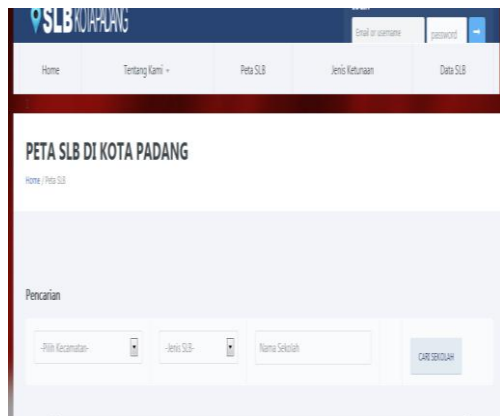 SLB KOTAPADANG
Email or username
password
Home
Tentang Kami
Peta SLB
Jenis Ketunaan
Data SLB
PETA SLB DI KOTA PADANG
Home / Peta SLB
Pencarian
-Pilih Kecamatan-
-Jenis SLB-
Nama Sekolah
CARI SEKOLAH